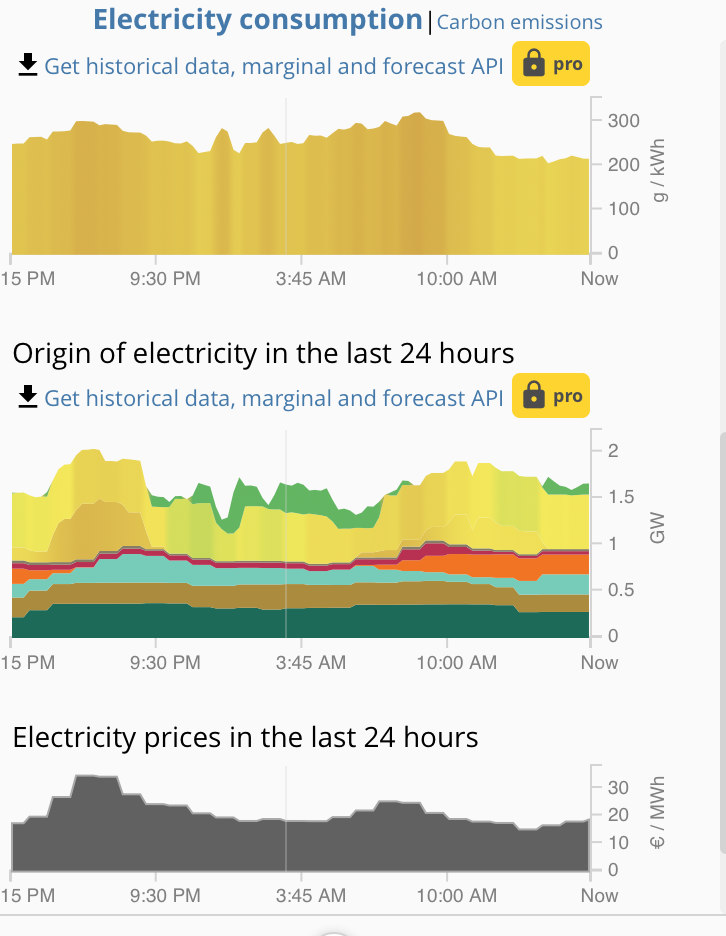 Electricity consumption|Carbon emissions
Get historical data, marginal and forecast API pro
300
200
100
0
g / kWh
15 PM 9:30 PM 3:45 AM 10:00 AM Now
Origin of electricity in the last 24 hours
Get historical data, marginal and forecast API pro
2
1.5
1
0.5
0
GW
15 PM 9:30 PM 3:45 AM 10:00 AM Now
Electricity prices in the last 24 hours
30
20
10
0
€ / MWh
15 PM 9:30 PM 3:45 AM 10:00 AM Now